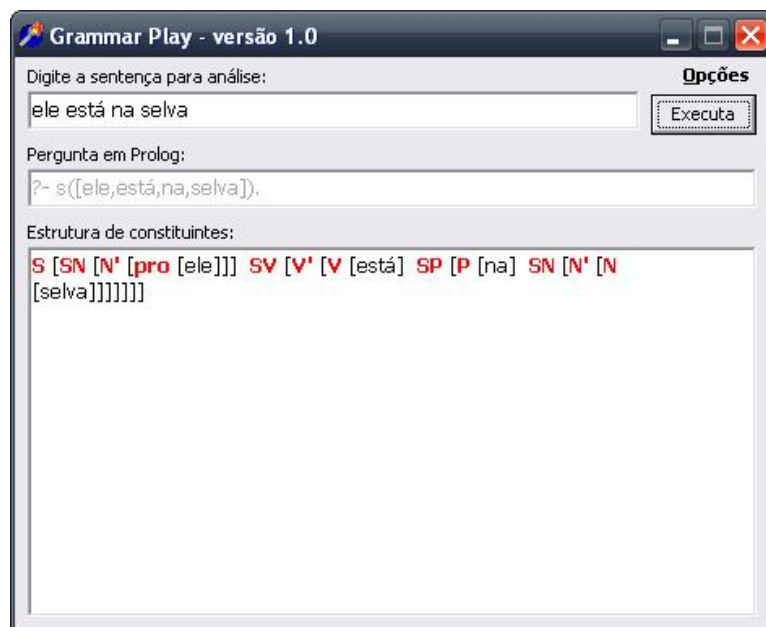 Grammar Play - versão 1.0
Digite a sentença para análise:
Opções
ele está na selva
Executa
Pergunta em Prolog:
?- s([ele,está,na,selva]).
Estrutura de constituintes:
S [SN [N' [pro [ele]]] SV [V' [V [está] SP [P [na] SN [N' [N
[selva]]]]]]]